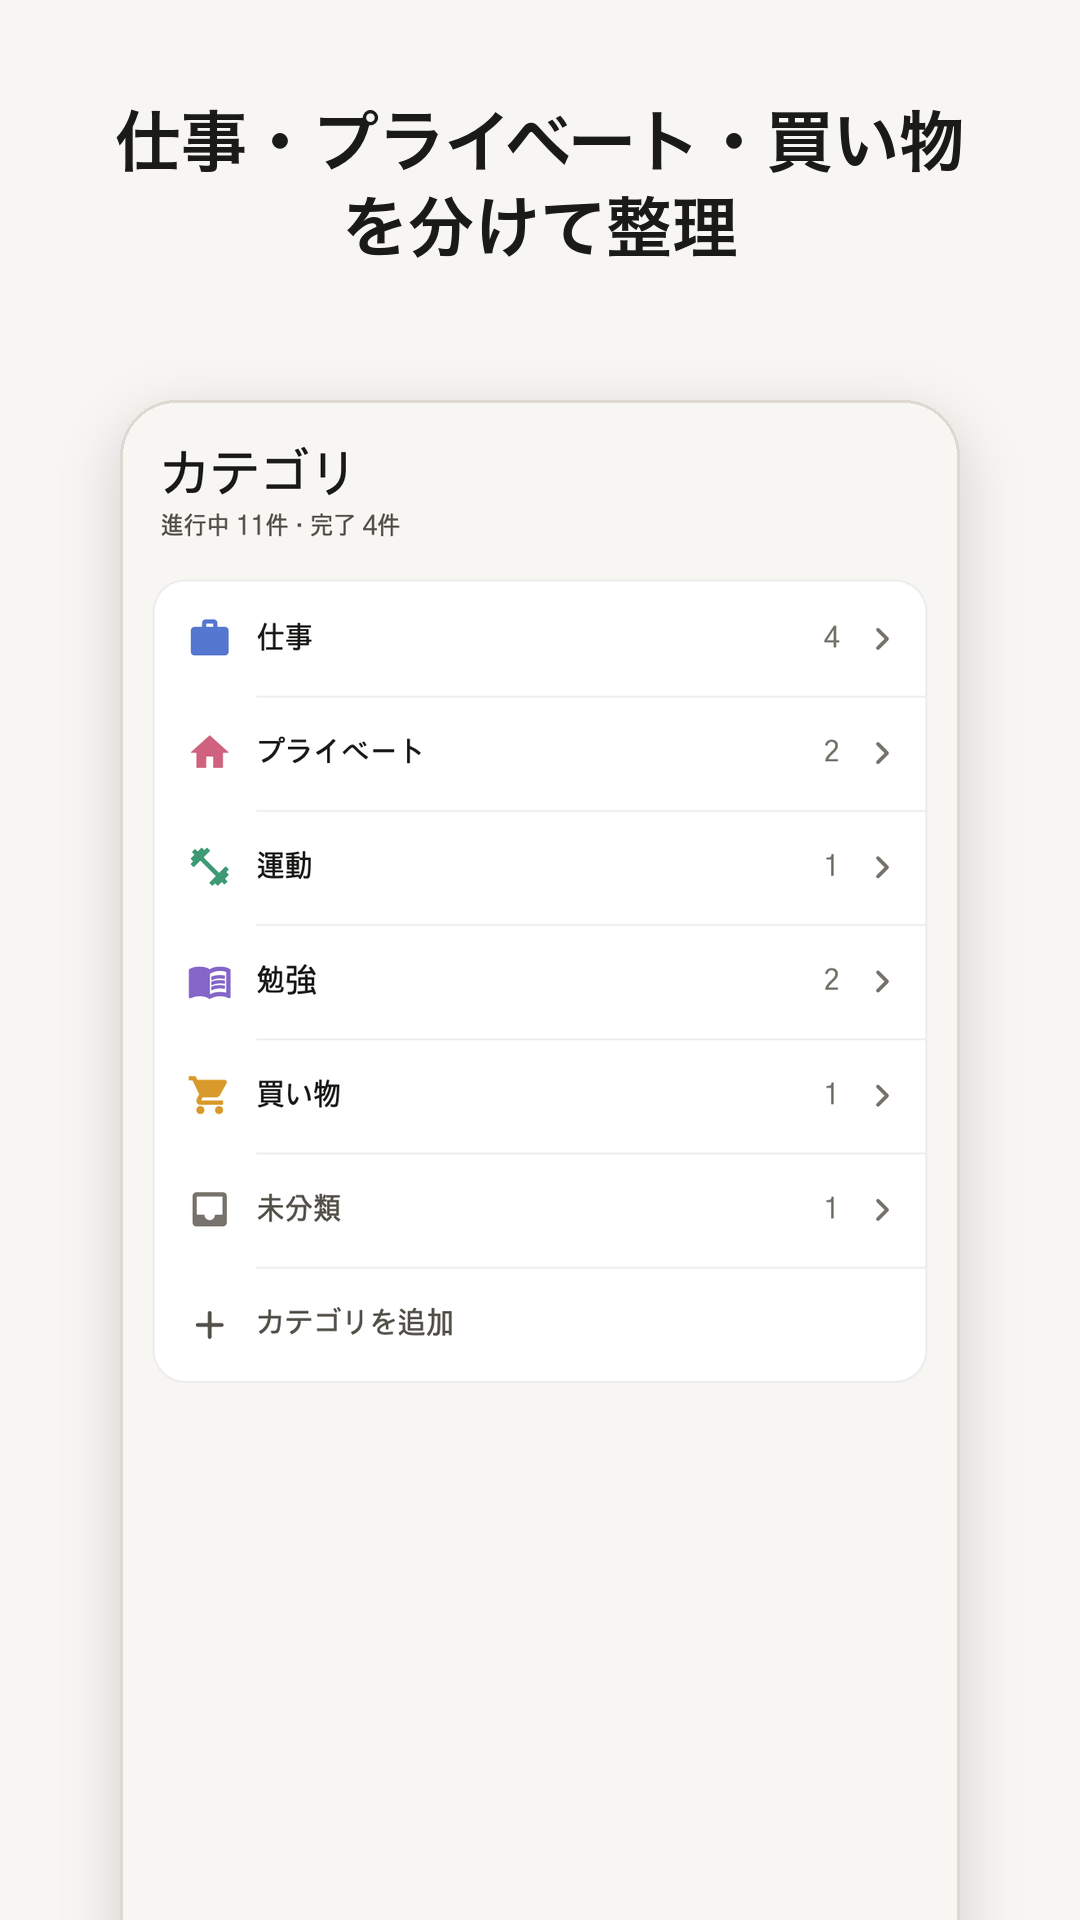 仕事・プライベート・買い物
を分けて整理
カテゴリ
進行中 11件 · 完了 4件
仕事 4
プライベート 2
運動 1
勉強 2
買い物 1
未分類 1
カテゴリを追加